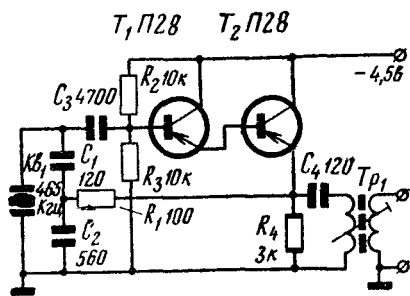 T₁ П28 T₂ П28
−4,5в
C₃ 4700
R₂ 10к
Кв₁
465
Кгц
C₁
120
R₃ 10к
R₁ 100
C₂
560
C₄ 120
Тр₁
R₄
3к